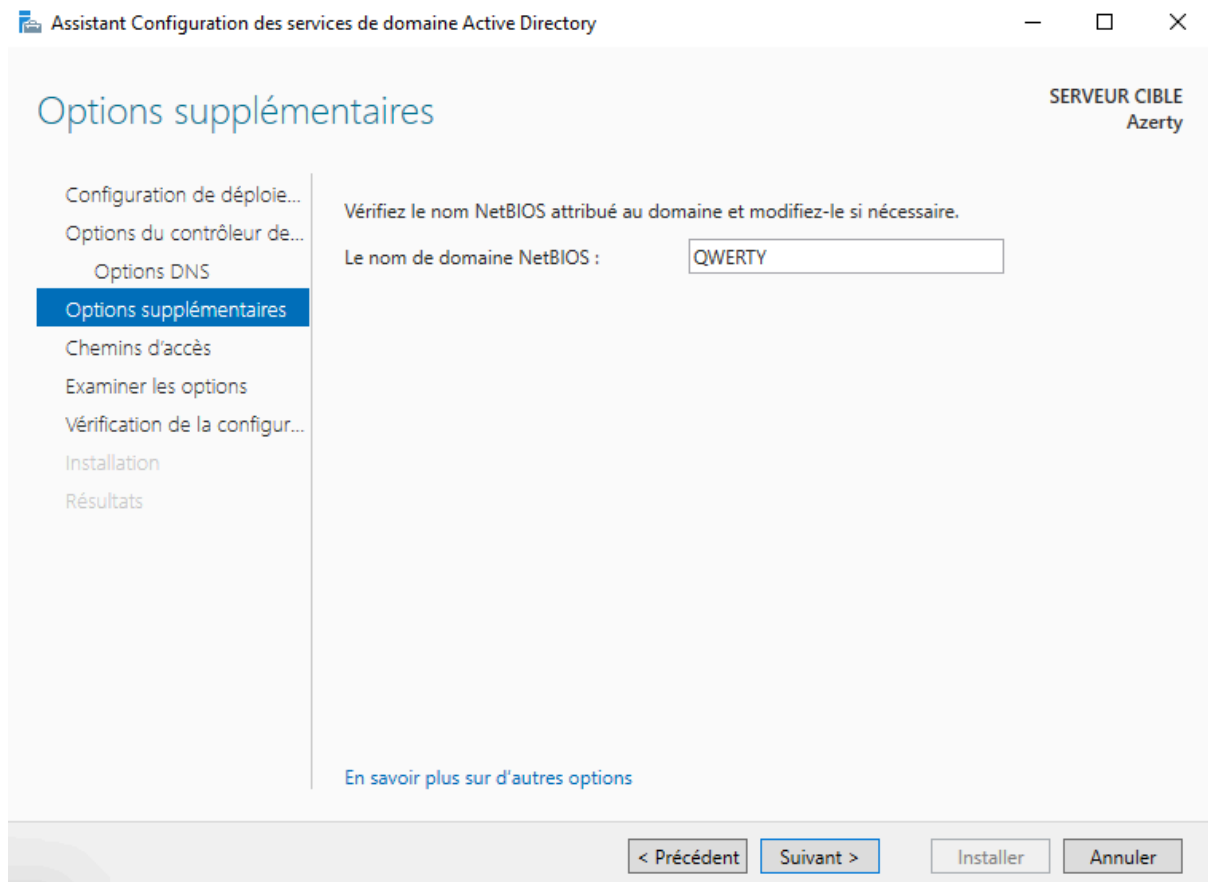 Assistant Configuration des services de domaine Active Directory
Options supplémentaires
SERVEUR CIBLE
Azerty
Configuration de déploie...
Options du contrôleur de...
Options DNS
Options supplémentaires
Chemins d'accès
Examiner les options
Vérification de la configur...
Installation
Résultats
Vérifiez le nom NetBIOS attribué au domaine et modifiez-le si nécessaire.
Le nom de domaine NetBIOS : QWERTY
En savoir plus sur d'autres options
< Précédent Suivant > Installer Annuler